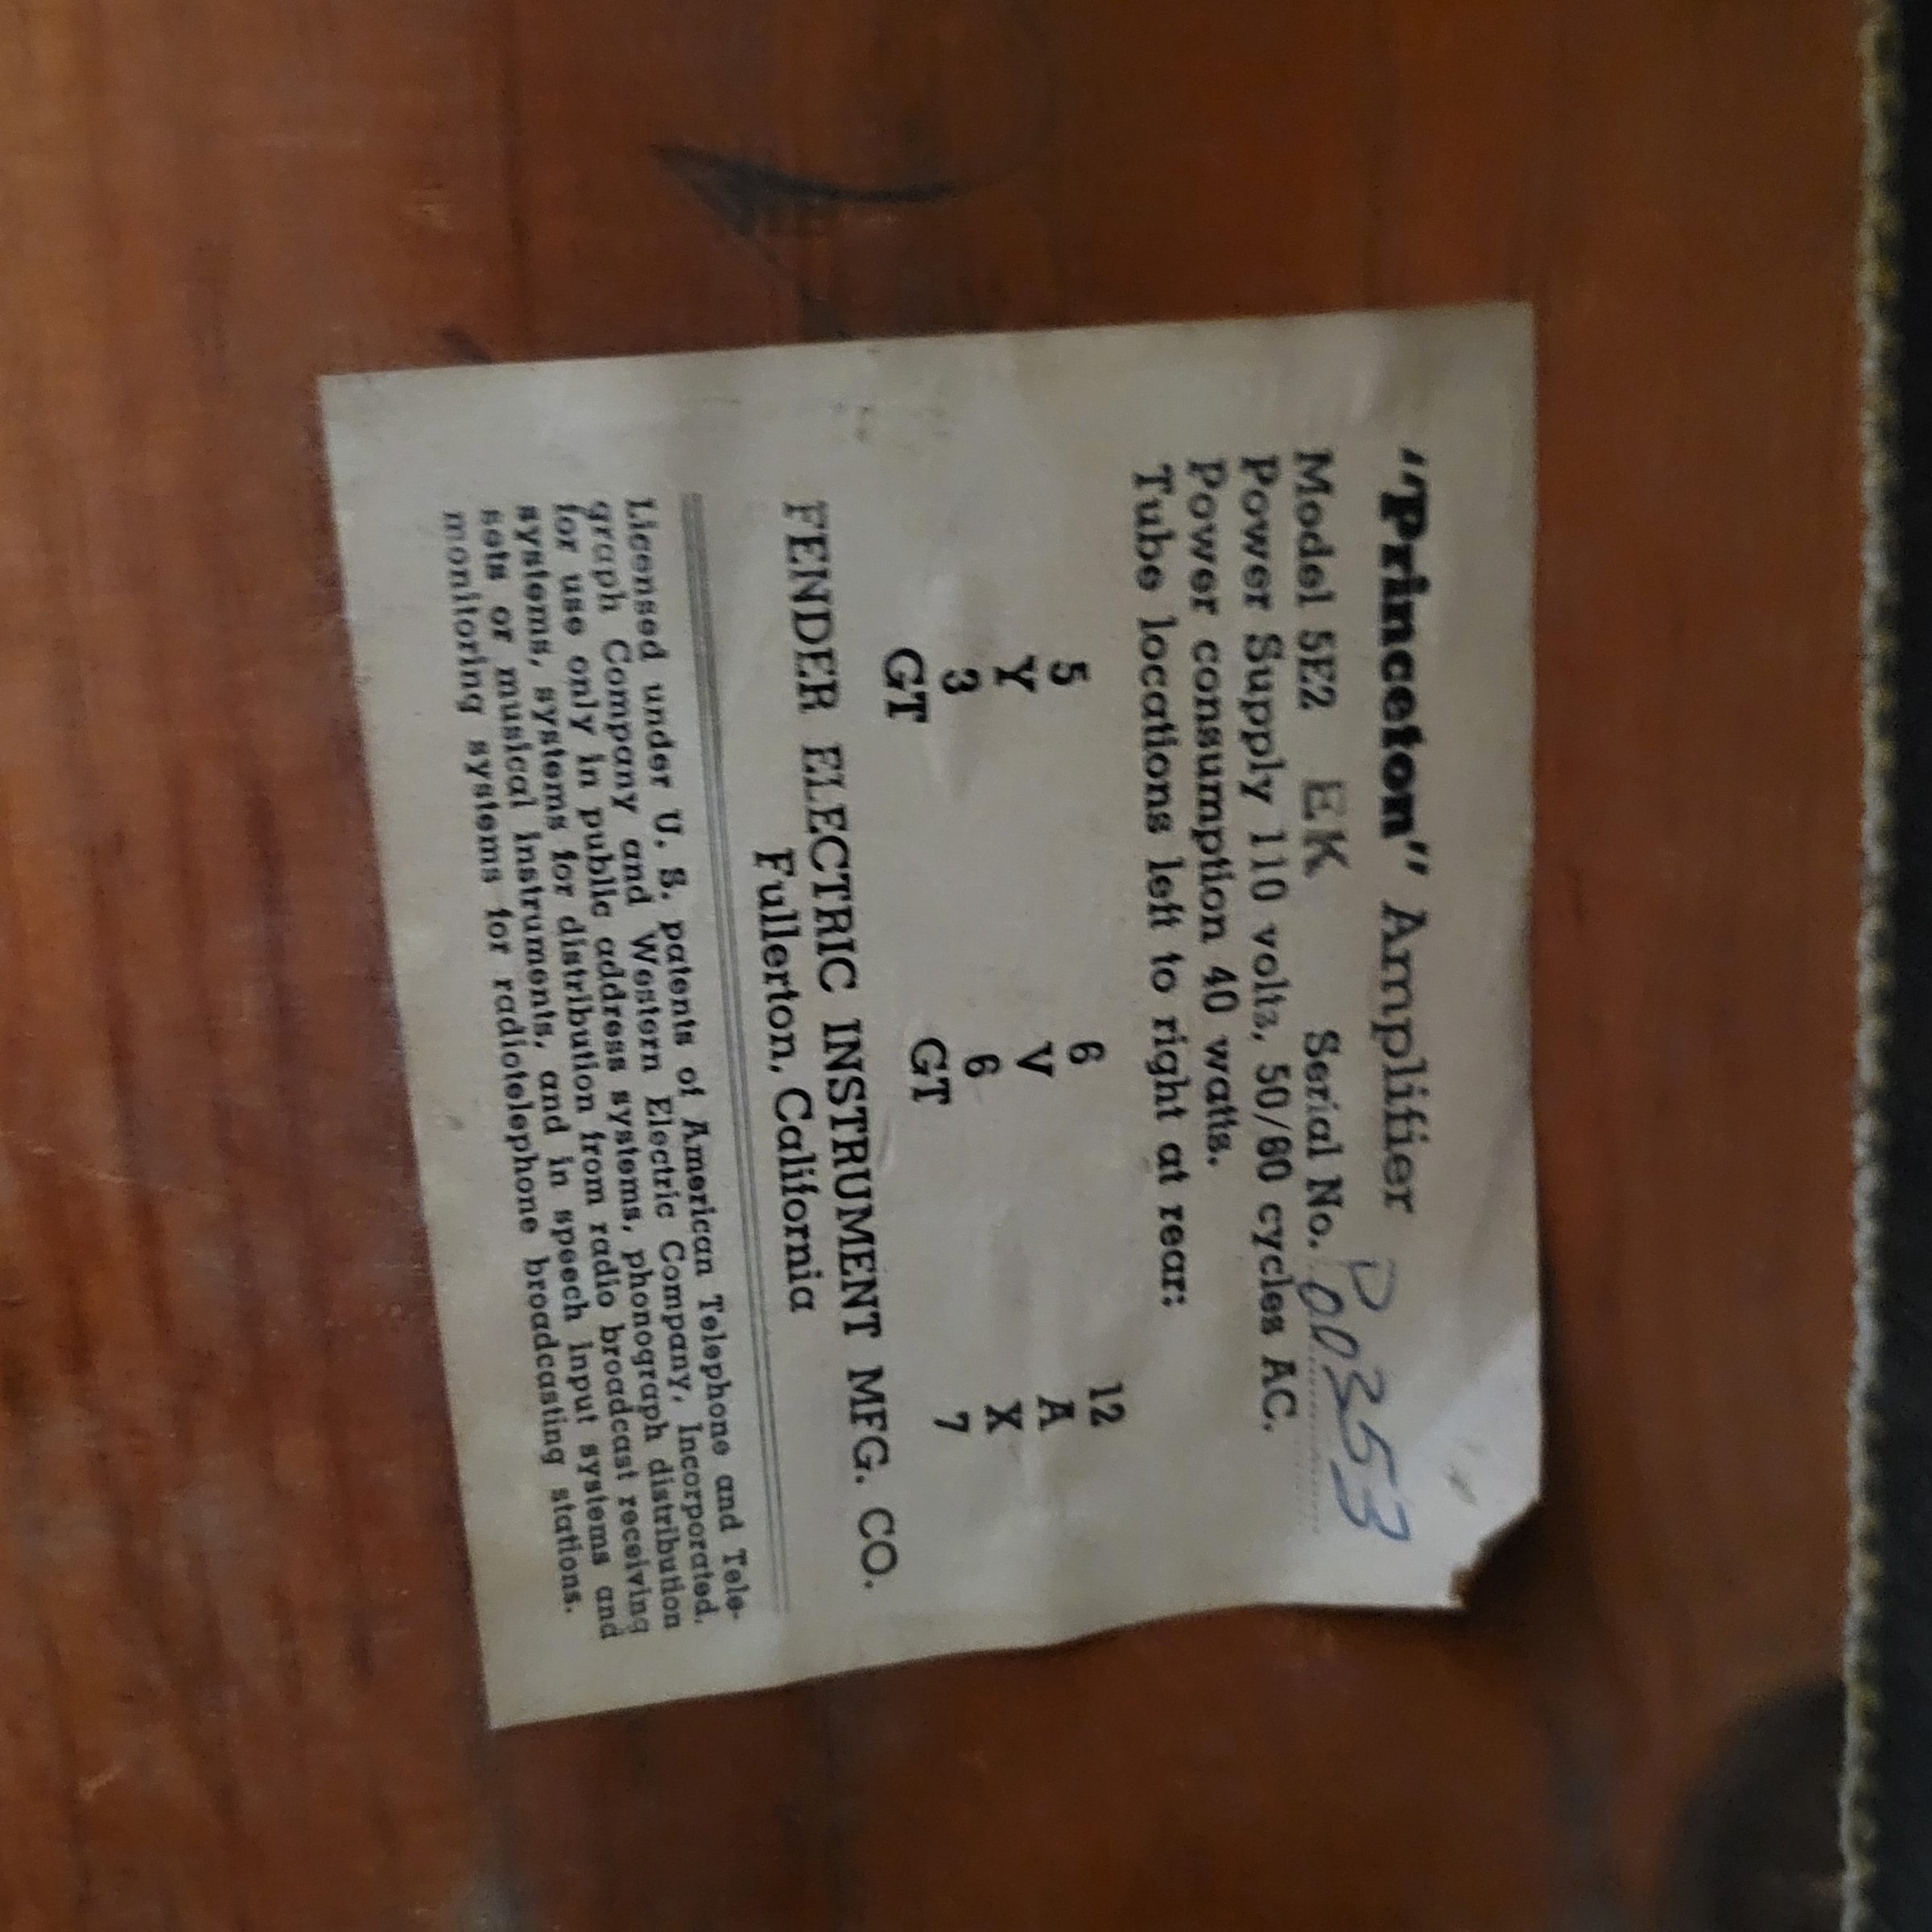 "Princeton" Amplifier
Model 5E2 EK Serial No. D00353
Power Supply 110 volts, 50/60 cycles AC.
Power consumption 40 watts.
Tube locations left to right at rear:
5 6 12
Y V A
3 6 X
GT GT 7
FENDER ELECTRIC INSTRUMENT MFG. CO.
Fullerton, California
Licensed under U. S. patents of American Telephone and Tele-
graph Company and Western Electric Company, Incorporated,
for use only in public address systems, phonograph distribution
systems, systems for distribution from radio broadcast receiving
sets or musical instruments, and in speech input systems and
monitoring systems for radiotelephone broadcasting stations.